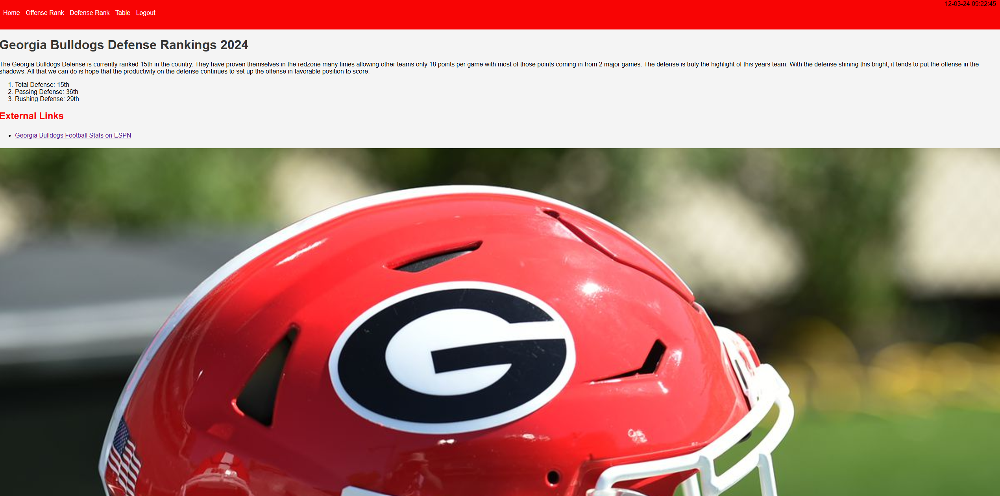 12-03-24 09:22:45
Home Offense Rank Defense Rank Table Logout
Georgia Bulldogs Defense Rankings 2024
The Georgia Bulldogs Defense is currently ranked 15th in the country. They have proven themselves in the redzone many times allowing other teams only 18 points per game with most of those points coming in from 2 major games. The defense is truly the highlight of this years team. With the defense shining this bright, it tends to put the offense in the
shadows. All that we can do is hope that the productivity on the defense continues to set up the offense in favorable position to score.
1. Total Defense: 15th
2. Passing Defense: 36th
3. Rushing Defense: 29th
External Links
• Georgia Bulldogs Football Stats on ESPN
G